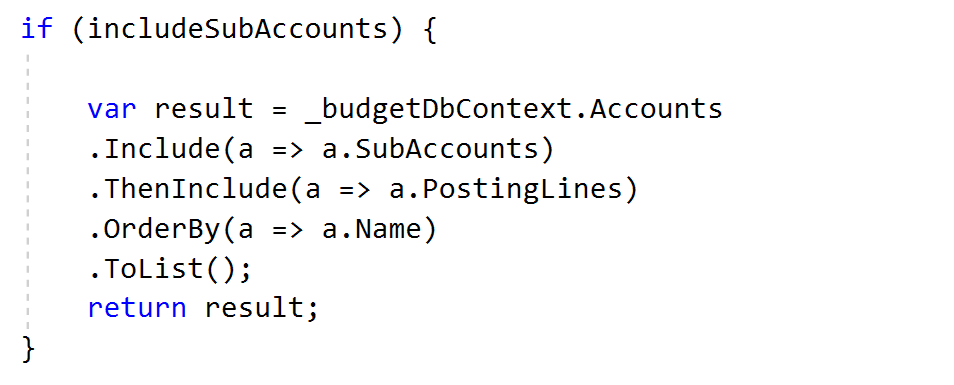 if (includeSubAccounts) {
var result = _budgetDbContext.Accounts
.Include(a => a.SubAccounts)
.ThenInclude(a => a.PostingLines)
.OrderBy(a => a.Name)
.ToList();
return result;
}